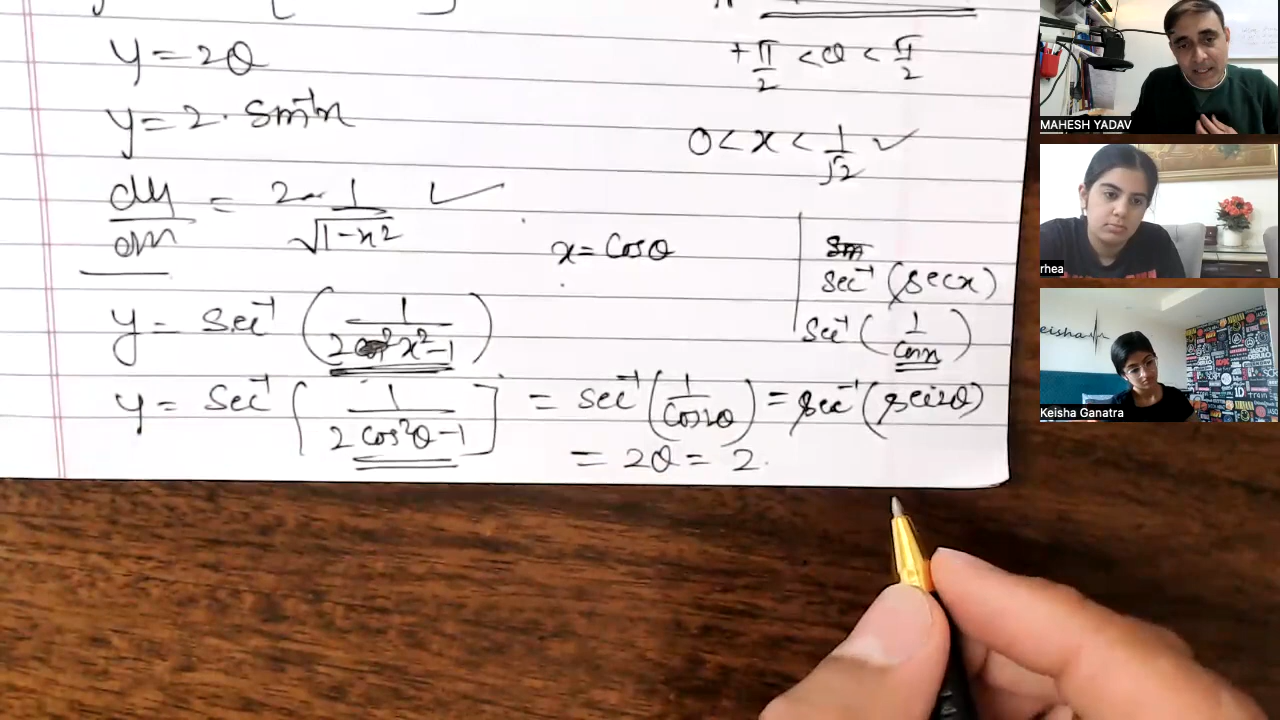 y = 2θ
y = 2. Sin⁻¹x
dy/dx = 2 1/√(1-x²) ✓
y = Sec⁻¹ (1/(2x²-1))
y = Sec⁻¹ [1/(2cos²θ-1)] = sec⁻¹ (1/Cos2θ) = sec⁻¹ (sec2θ)
= 2θ = 2.
+π/2 < θ < π/2
0 < x < 1/√2 ✓
x = Cosθ
Sec⁻¹ (secx)
Sec⁻¹ (1/cosx)
MAHESH YADAV
rhea
eisha
Keisha Ganatra